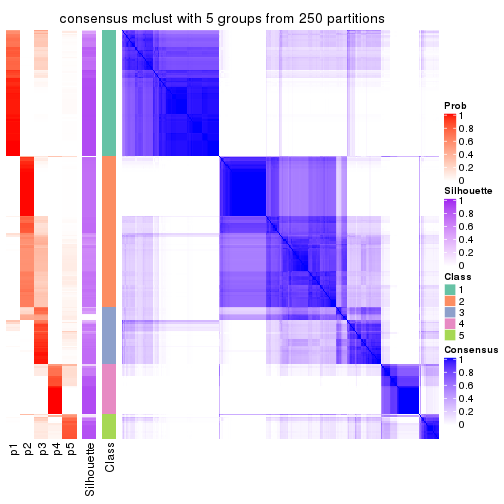 consensus mclust with 5 groups from 250 partitions
Prob
1
0.8
0.6
0.4
0.2
0
Silhouette
1
0.8
0.6
0.4
0.2
0
Class
1
2
3
4
5
Consensus
1
0.8
0.6
0.4
0.2
0
p1
p2
p3
p4
p5
Silhouette
Class